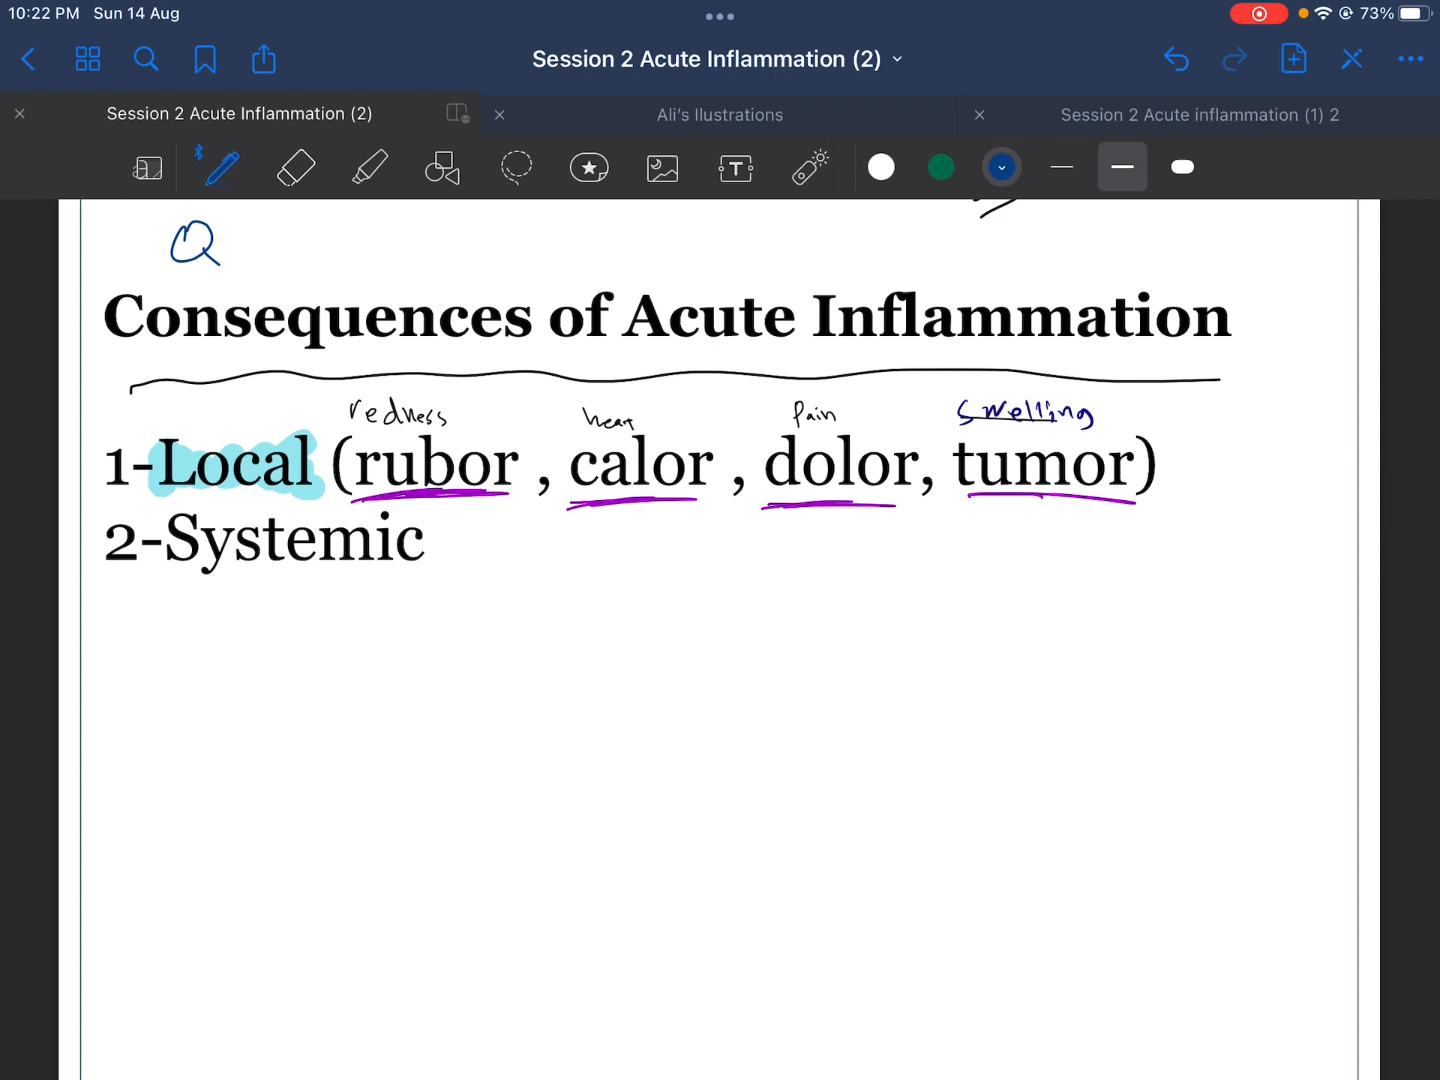 10:22 PM Sun 14 Aug
73%
Session 2 Acute Inflammation (2)
Session 2 Acute Inflammation (2)
Ali's Ilustrations
Session 2 Acute inflammation (1) 2
Q
Consequences of Acute Inflammation
redness heat Pain swelling
1-Local (rubor , calor , dolor, tumor)
2-Systemic